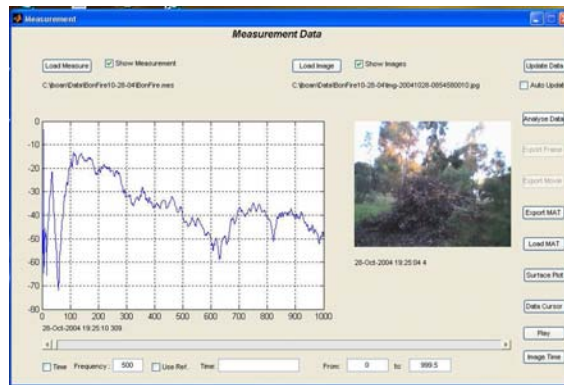 Measurement
Measurement Data
Load Measure
Show Measurement
Load Image
Show Images
Update Data
C:\jboan\Data\BonFire10-28-04\BonFire.mes
C:\jboan\Data\BonFire10-28-04\Img-20041028-0954580010.jpg
Auto Update
Analyse Data
Export Frame
Export Movie
Export MAT
Load MAT
Surface Plot
Data Cursor
Play
Image Time
0
-10
-20
-30
-40
-50
-60
-70
-80
0 100 200 300 400 500 600 700 800 900 1000
28-Oct-2004 19:25:10 309
28-Oct-2004 19:25:04 4
Time Frequency: 500 Use Ref. Time: From: 0 to: 999.5